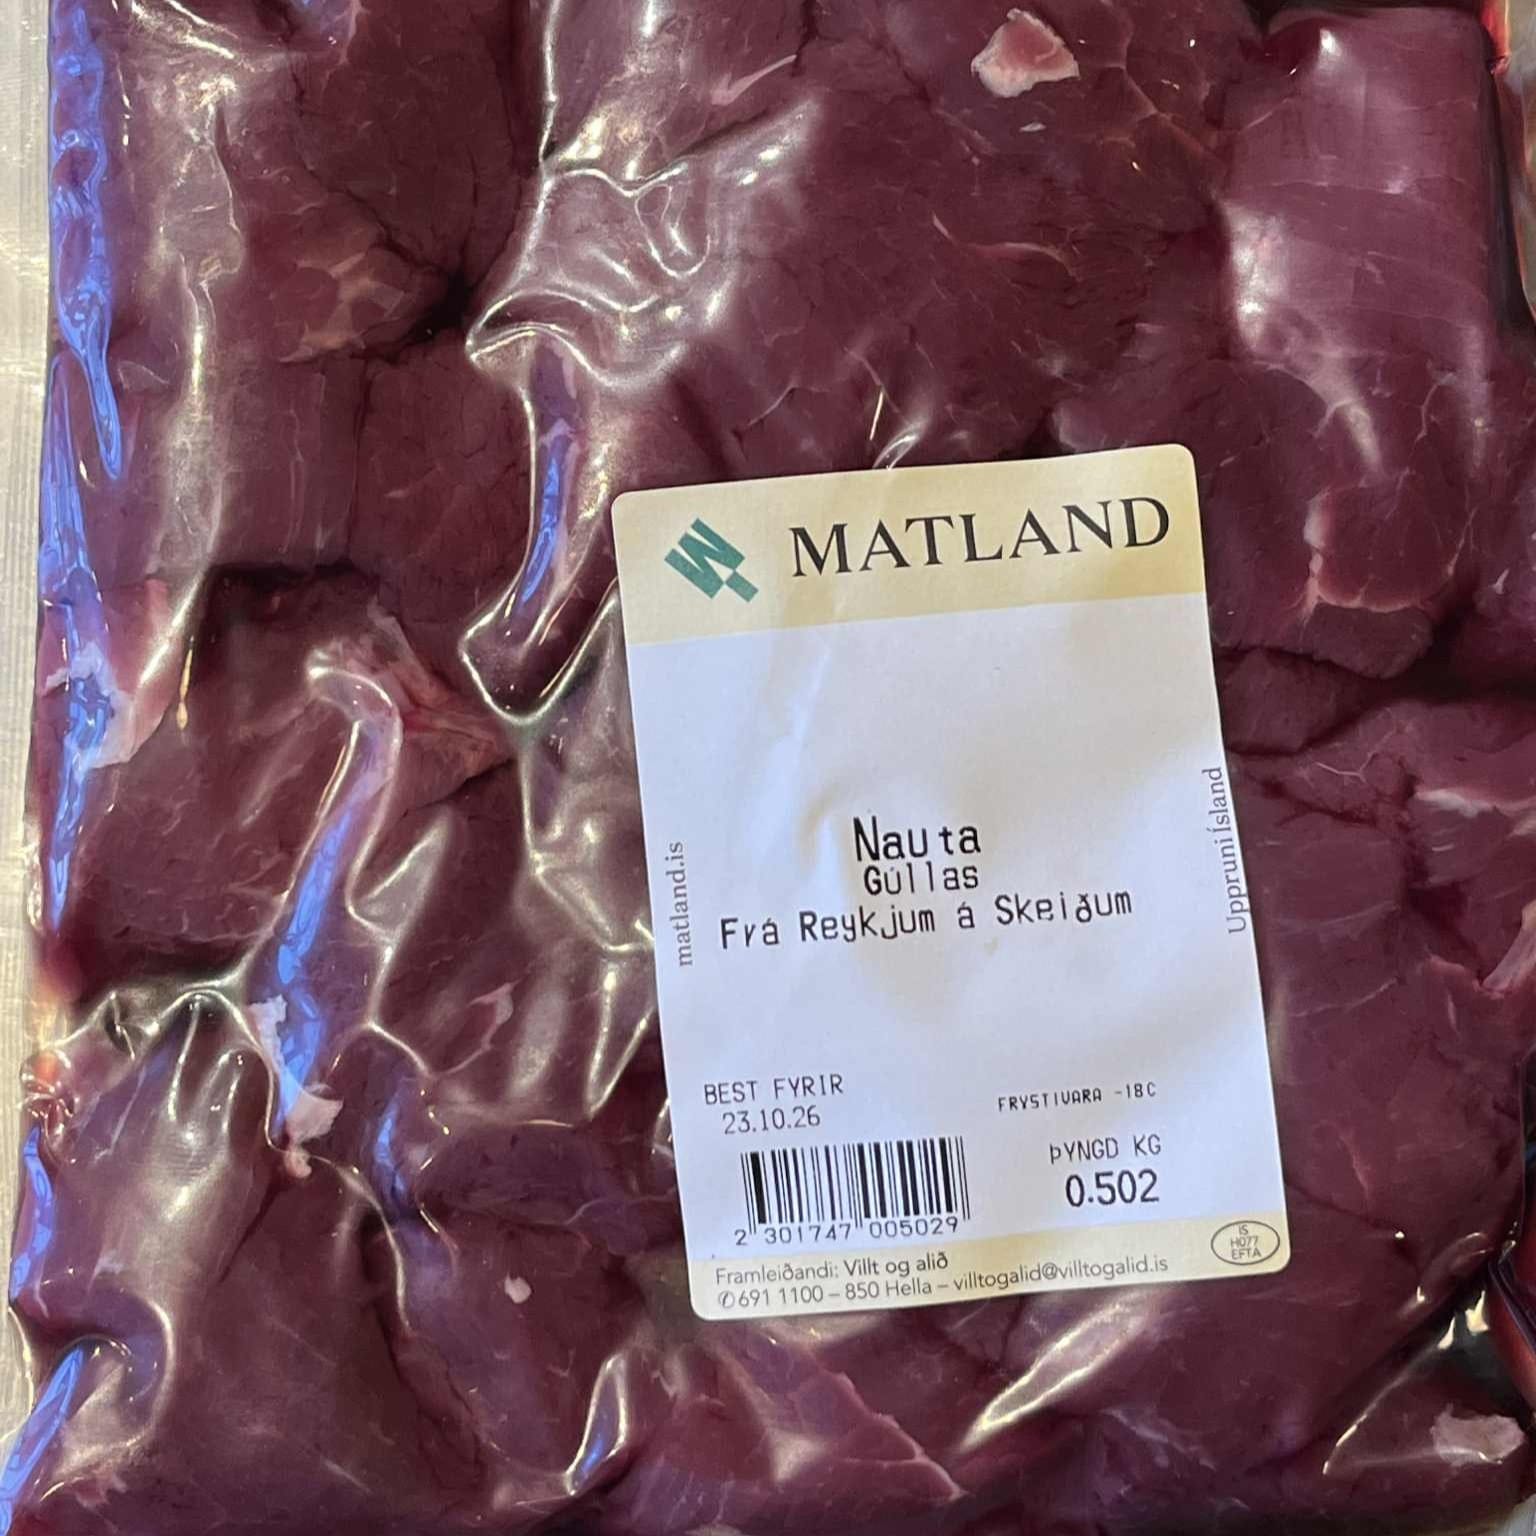 MATLAND
matland.is
Uppruni Ísland
Nauta
Gúllas
Frá Reykjum á Skeiðum
BEST FYRIR
23.10.26
FRYSTIVARA -18C
ÞYNGD KG
0.502
2 301747 005029
IS
H077
EFTA
Framleiðandi: Villt og alið
✆691 1100 – 850 Hella – villtogalid@villtogalid.is